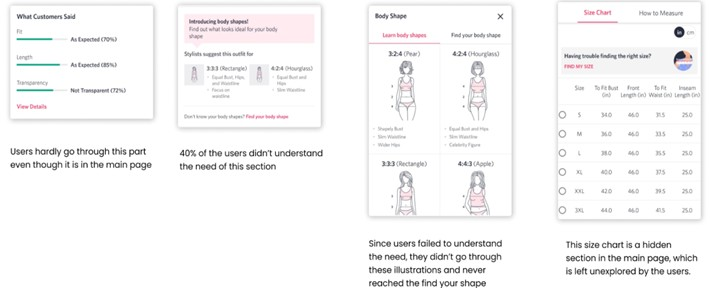 What Customers Said
Fit
As Expected (70%)
Length
As Expected (85%)
Transparency
Not Transparent (72%)
View Details
Users hardly go through this part
even though it is in the main page
Introducing body shapes!
Find out what looks ideal for your body
shape
Stylists suggest this outfit for
3:3:3 (Rectangle)
Equal Bust, Hips,
and Waistline
Focus on
waistline
4:2:4 (Hourglass)
Equal Bust and
Hips
Slim Waistline
Don't know your body shapes? Find your body shape
40% of the users didn't understand
the need of this section
Body Shape
Learn body shapes
Find your body shape
3:2:4 (Pear)
4:2:4 (Hourglass)
Shapely Bust
Slim Waistline
Wider Hips
Equal Bust and Hips
Slim Waistline
Celebrity Figure
3:3:3 (Rectangle)
4:4:3 (Apple)
Since users failed to understand
the need, they didn't go through
these illustrations and never
reached the find your shape
Size Chart
How to Measure
in cm
Having trouble finding the right size?
FIND MY SIZE
Size To Fit Bust (in) Front Length (in) To Fit Waist (in) Inseam Length (in)
S 34.0 46.0 31.5 25.0
M 36.0 46.0 33.5 25.0
L 38.0 46.0 35.5 25.0
XL 40.0 46.0 37.5 25.0
XXL 42.0 46.0 39.5 25.0
3XL 44.0 46.0 41.5 25.0
This size chart is a hidden
section in the main page, which
is left unexplored by the users.